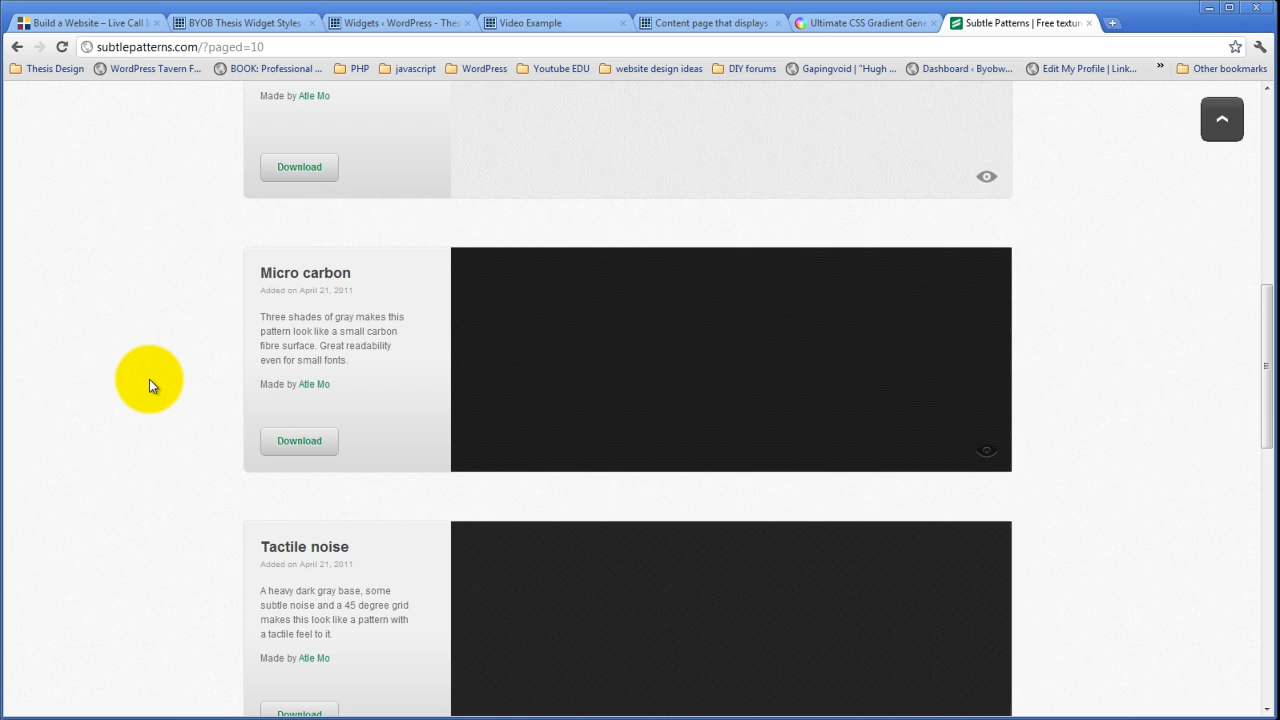 Build a Website – Live Call I
BYOB Thesis Widget Styles
Widgets ‹ WordPress - Thes
Video Example
Content page that displays
Ultimate CSS Gradient Gene
Subtle Patterns | Free textur
subtlepatterns.com/?paged=10
Thesis Design
WordPress Tavern F...
BOOK: Professional ...
PHP
javascript
WordPress
Youtube EDU
website design ideas
DIY forums
Gapingvoid | "Hugh ...
Dashboard ‹ Byobw...
Edit My Profile | Link...
»
Other bookmarks
Made by Atle Mo
Download
Micro carbon
Added on April 21, 2011
Three shades of gray makes this
pattern look like a small carbon
fibre surface. Great readability
even for small fonts.
Made by Atle Mo
Download
Tactile noise
Added on April 21, 2011
A heavy dark gray base, some
subtle noise and a 45 degree grid
makes this look like a pattern with
a tactile feel to it.
Made by Atle Mo
Download